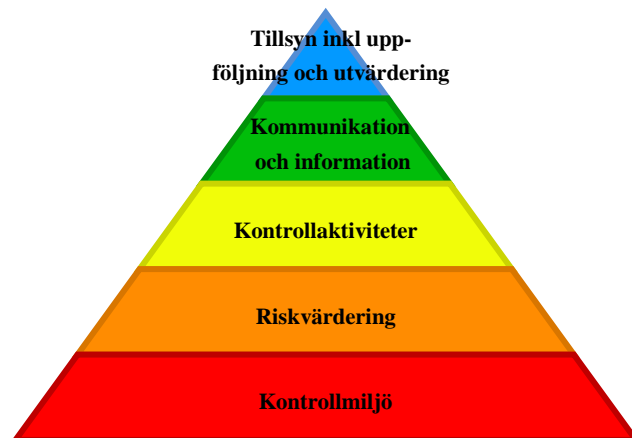 Tillsyn inkl upp-
följning och utvärdering
Kommunikation
och information
Kontrollaktiviteter
Riskvärdering
Kontrollmiljö